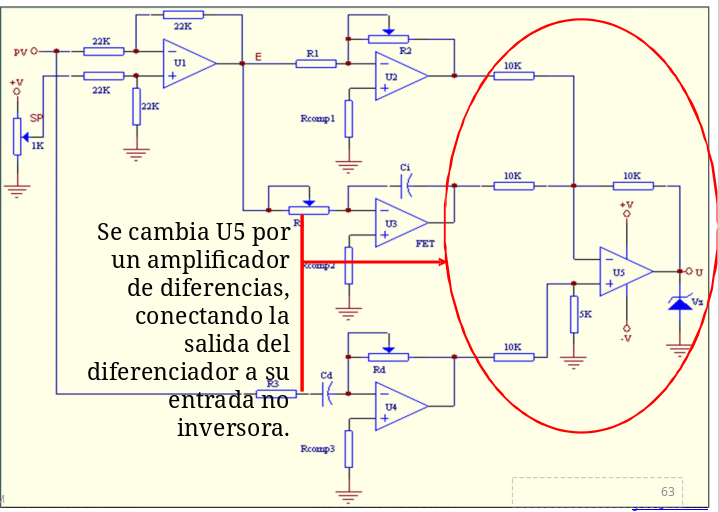 22K
PV
22K
U1
E
R1
R2
U2
10K
+V
22K
22K
SP
1K
Rcomp1
Ci
10K
10K
R
U3
FET
+V
Rcomp2
U5
U
Vz
5K
-V
Se cambia U5 por
un amplificador
de diferencias,
conectando la
salida del
diferenciador a su
entrada no
inversora.
10K
Rd
R3
Cd
U4
Rcomp3
63